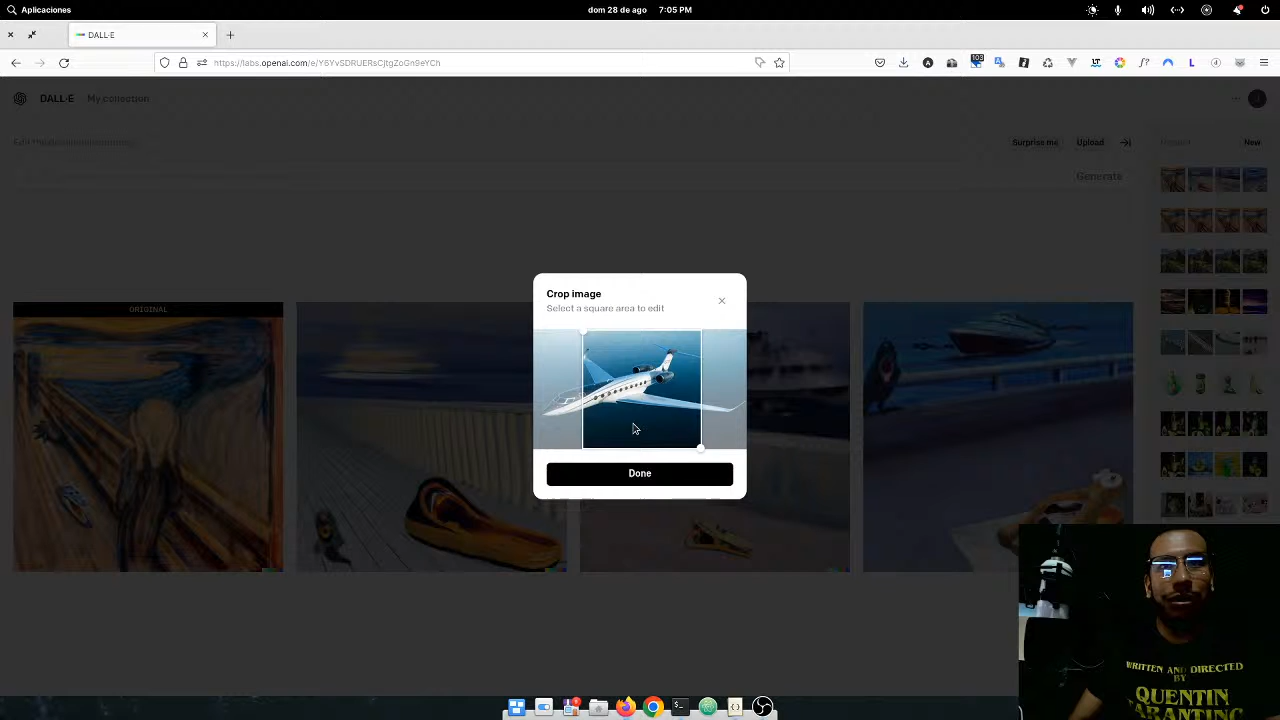 Aplicaciones
dom 28 de ago
7:05 PM
DALL·E
https://labs.openai.com/e/
103
DALL·E
My collection
Surprise me
Upload
New
Generate
Crop image
Select a square area to edit
ORIGINAL
Done
WRITTEN AND DIRECTED
BY
QUENTIN
TARANTINO